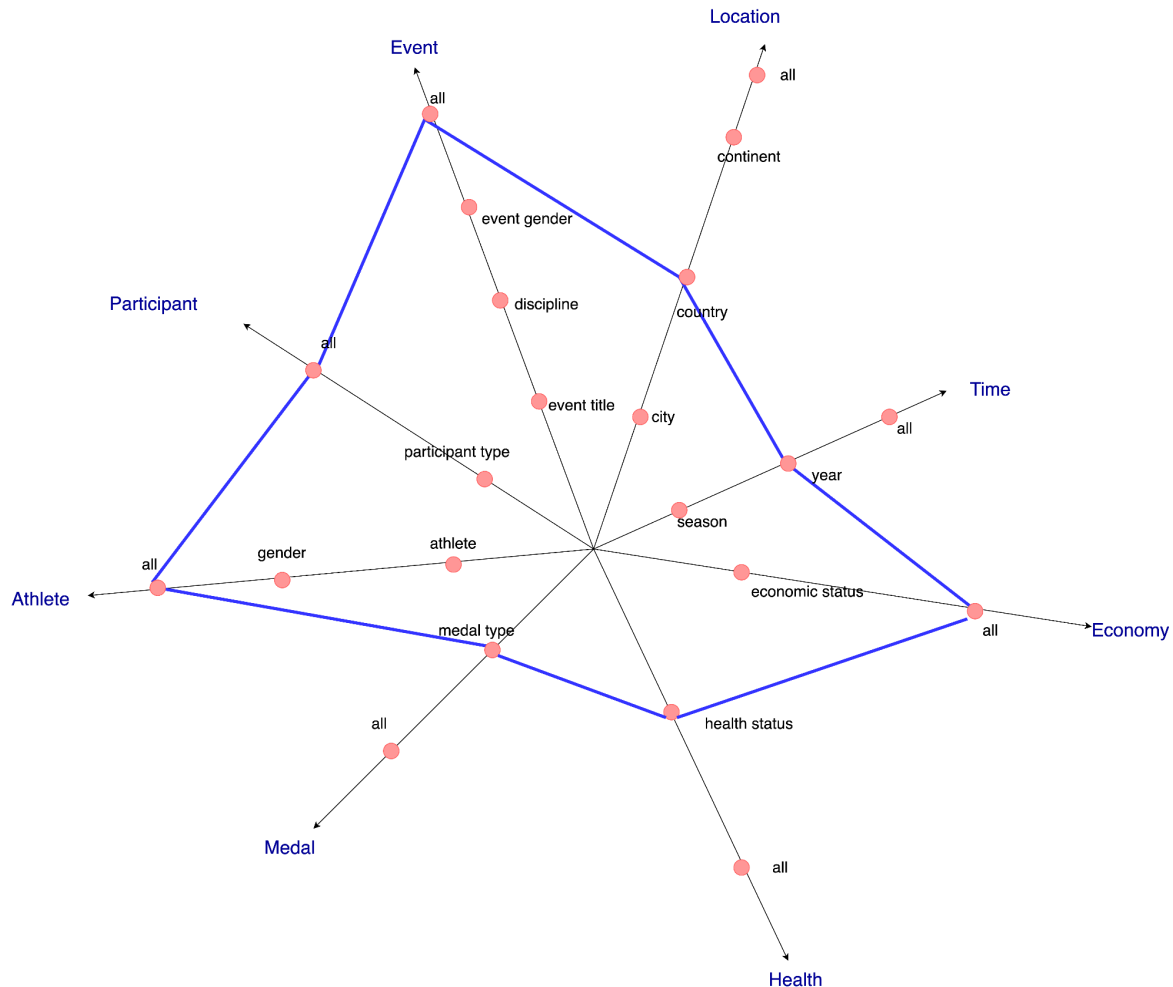 Location
Event
all
all
continent
event gender
Participant
discipline
country
all
Time
event title
city
all
participant type
year
season
athlete
gender
all
economic status
Athlete
medal type
all
Economy
all
health status
Medal
all
Health